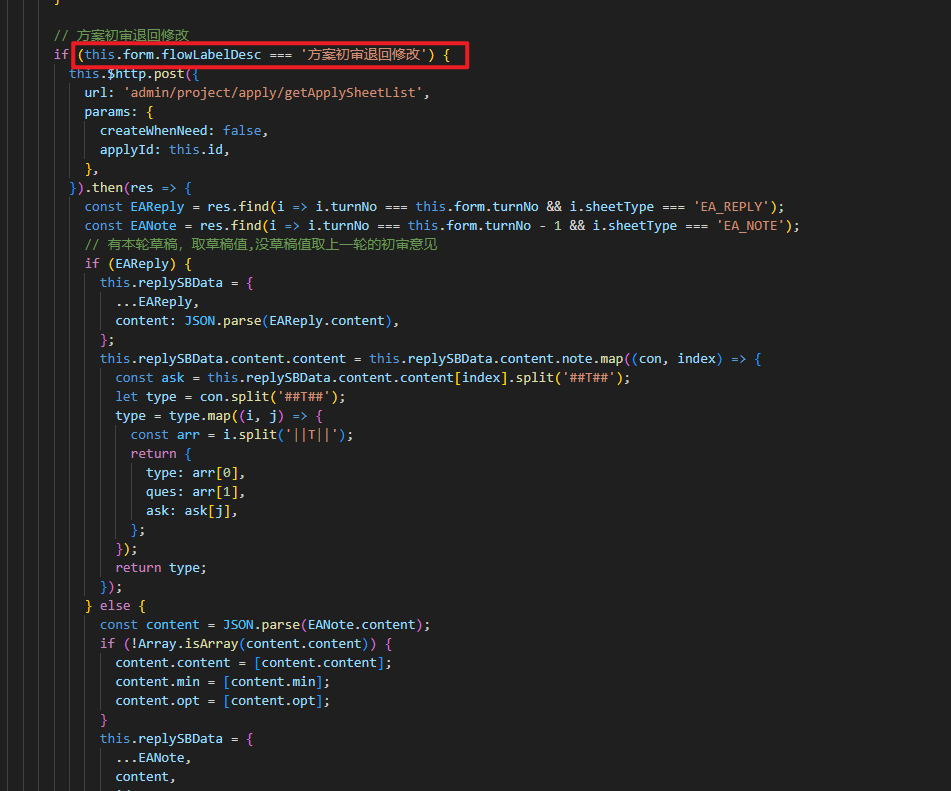 }
// 方案初审退回修改
if (this.form.flowLabelDesc === '方案初审退回修改') {
this.$http.post({
url: 'admin/project/apply/getApplySheetList',
params: {
createWhenNeed: false,
applyId: this.id,
},
}).then(res => {
const EAReply = res.find(i => i.turnNo === this.form.turnNo && i.sheetType === 'EA_REPLY');
const EANote = res.find(i => i.turnNo === this.form.turnNo - 1 && i.sheetType === 'EA_NOTE');
// 有本轮草稿, 取草稿值,没草稿值取上一轮的初审意见
if (EAReply) {
this.replySBData = {
...EAReply,
content: JSON.parse(EAReply.content),
};
this.replySBData.content.content = this.replySBData.content.note.map((con, index) => {
const ask = this.replySBData.content.content[index].split('##T##');
let type = con.split('##T##');
type = type.map((i, j) => {
const arr = i.split('||T||');
return {
type: arr[0],
ques: arr[1],
ask: ask[j],
};
});
return type;
});
} else {
const content = JSON.parse(EANote.content);
if (!Array.isArray(content.content)) {
content.content = [content.content];
content.min = [content.min];
content.opt = [content.opt];
}
this.replySBData = {
...EANote,
content,